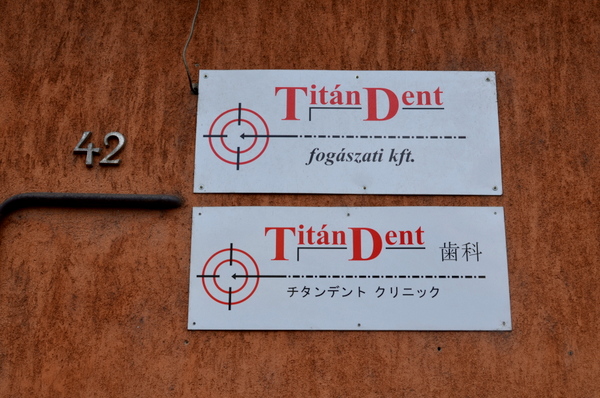 42
TitánDent
fogászati kft.
TitánDent 歯科
チタンデント クリニック